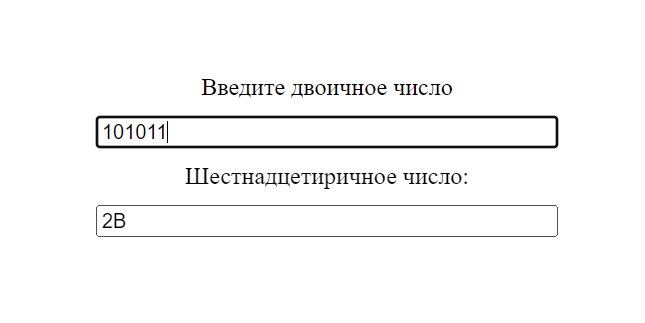 Введите двоичное число
101011
Шестнадцетиричное число:
2B